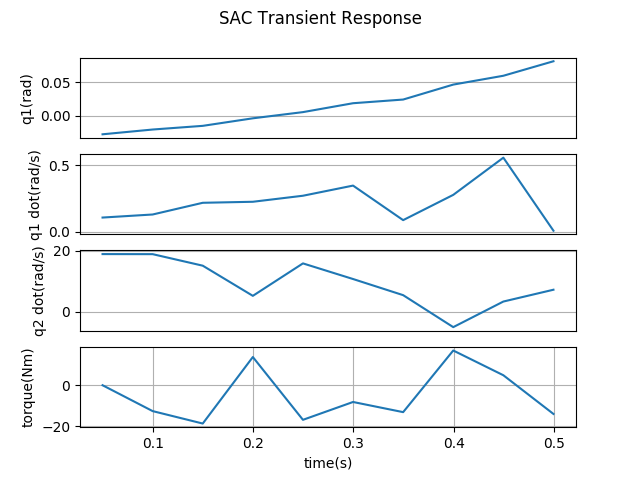 SAC Transient Response
q1(rad)
0.05
0.00
q1 dot(rad/s)
0.5
0.0
q2 dot(rad/s)
20
0
torque(Nm)
0
−20
0.1 0.2 0.3 0.4 0.5
time(s)